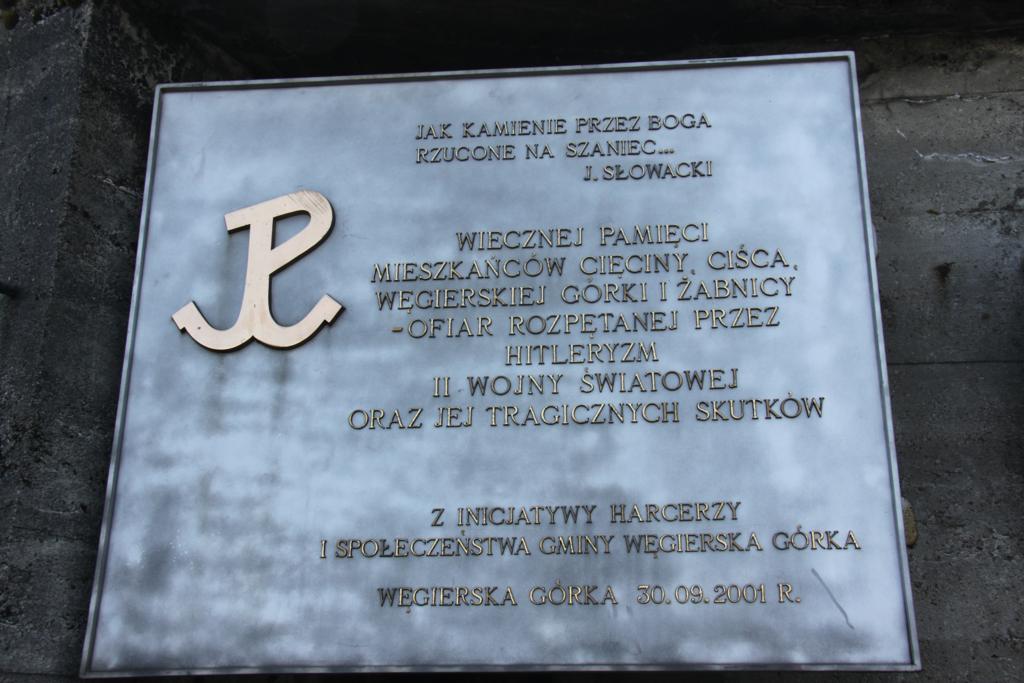 JAK KAMIENIE PRZEZ BOGA
RZUCONE NA SZANIEC...
J. SŁOWACKI
WIECZNEJ PAMIĘCI
MIESZKAŃCÓW CIĘCINY, CIŚCA,
WĘGIERSKIEJ GÓRKI I ŻABNICY
-OFIAR ROZPĘTANEJ PRZEZ
HITLERYZM
II WOJNY ŚWIATOWEJ
ORAZ JEJ TRAGICZNYCH SKUTKÓW
Z INICJATYWY HARCERZY
I SPOŁECZEŃSTWA GMINY WĘGIERSKA GÓRKA
WĘGIERSKA GÓRKA 30.09.2001 R.